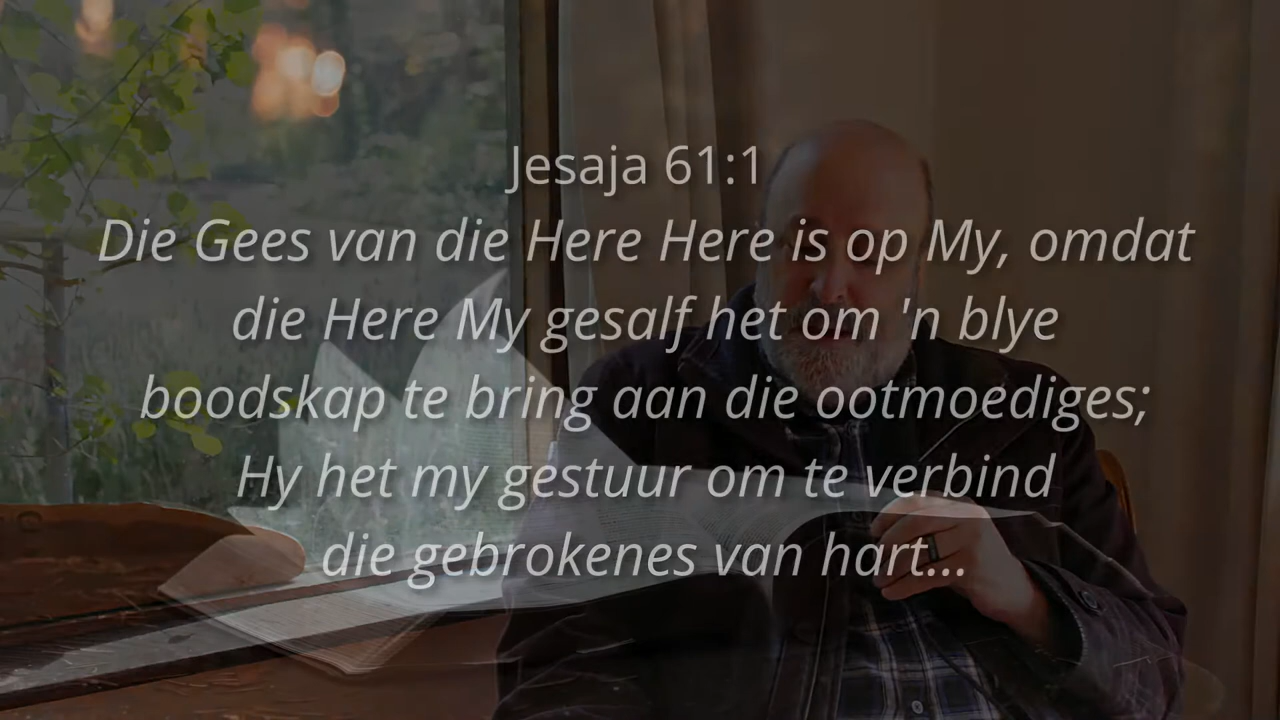 Jesaja 61:1
Die Gees van die Here Here is op My, omdat
die Here My gesalf het om 'n blye
boodskap te bring aan die ootmoediges;
Hy het my gestuur om te verbind
die gebrokenes van hart...